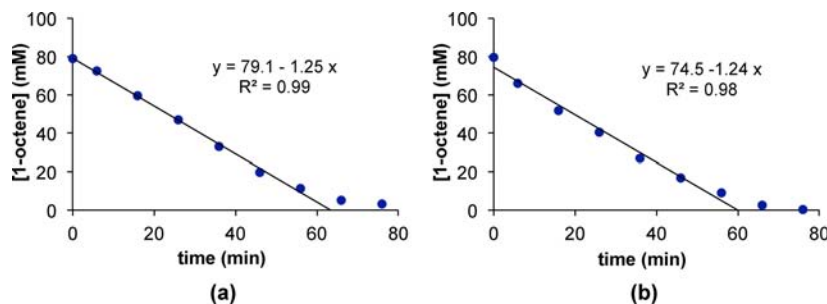 100
80
60
40
20
0
[1-octene] (mM)
y = 79.1 - 1.25 x
R² = 0.99
0 20 40 60 80
time (min)
(a)
100
80
60
40
20
0
[1-octene] (mM)
y = 74.5 -1.24 x
R² = 0.98
0 20 40 60 80
time (min)
(b)